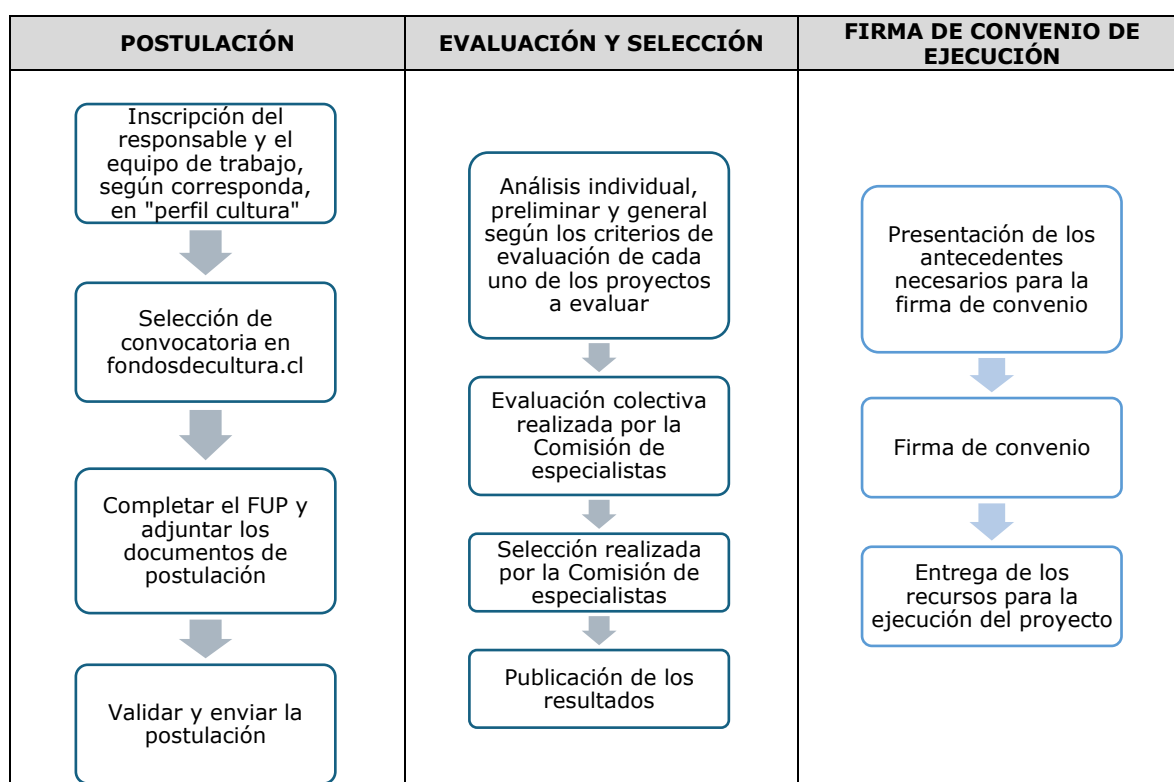 POSTULACIÓN
Inscripción del
responsable y el
equipo de trabajo,
según corresponda,
en "perfil cultura"
Selección de
convocatoria en
fondosdecultura.cl
Completar el FUP y
adjuntar los
documentos de
postulación
Validar y enviar la
postulación
EVALUACIÓN Y SELECCIÓN
Análisis individual,
preliminar y general
según los criterios de
evaluación de cada
uno de los proyectos
a evaluar
Evaluación colectiva
realizada por la
Comisión de
especialistas
Selección realizada
por la Comisión de
especialistas
Publicación de los
resultados
FIRMA DE CONVENIO DE
EJECUCIÓN
Presentación de los
antecedentes
necesarios para la
firma de convenio
Firma de convenio
Entrega de los
recursos para la
ejecución del proyecto